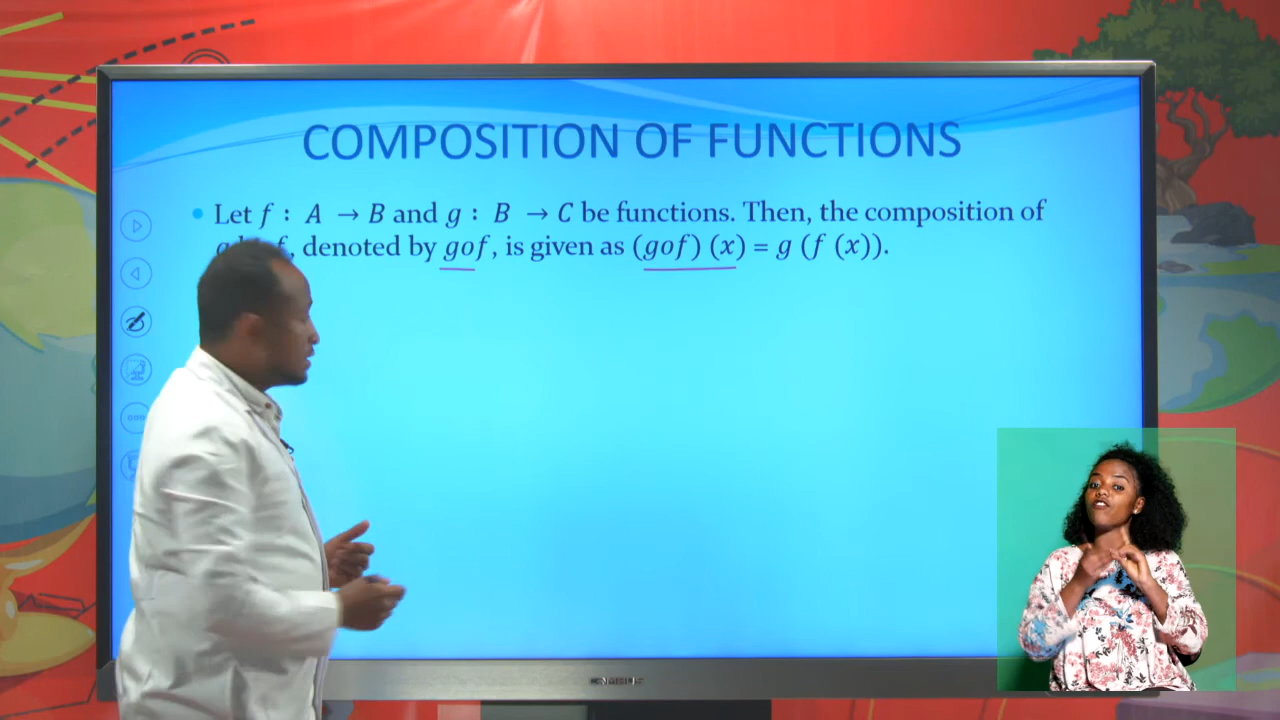 COMPOSITION OF FUNCTIONS
• Let f : A → B and g : B → C be functions. Then, the composition of
f, denoted by gof, is given as (gof) (x) = g (f (x)).